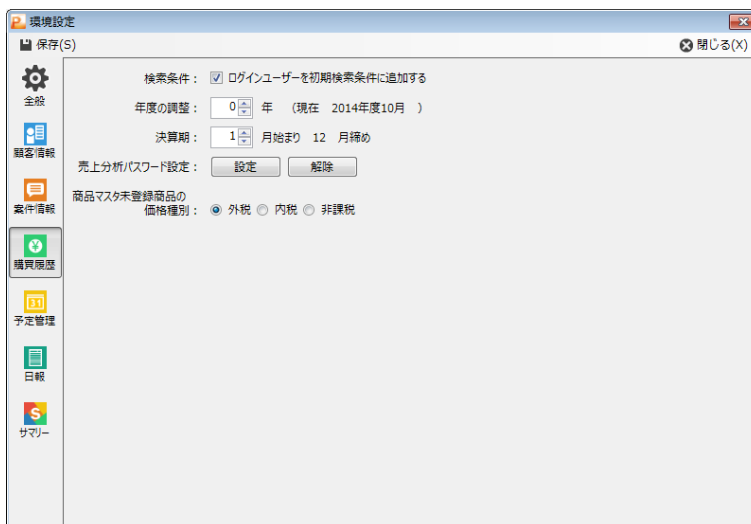 環境設定
保存(S)
閉じる(X)
全般
顧客情報
案件情報
購買履歴
予定管理
31
日報
S
サマリー
検索条件： ログインユーザーを初期検索条件に追加する
年度の調整： 0 年 (現在 2014年度10月 )
決算期： 1 月始まり 12 月締め
売上分析パスワード設定： 設定 解除
商品マスタ未登録商品の
価格種別： 外税 内税 非課税